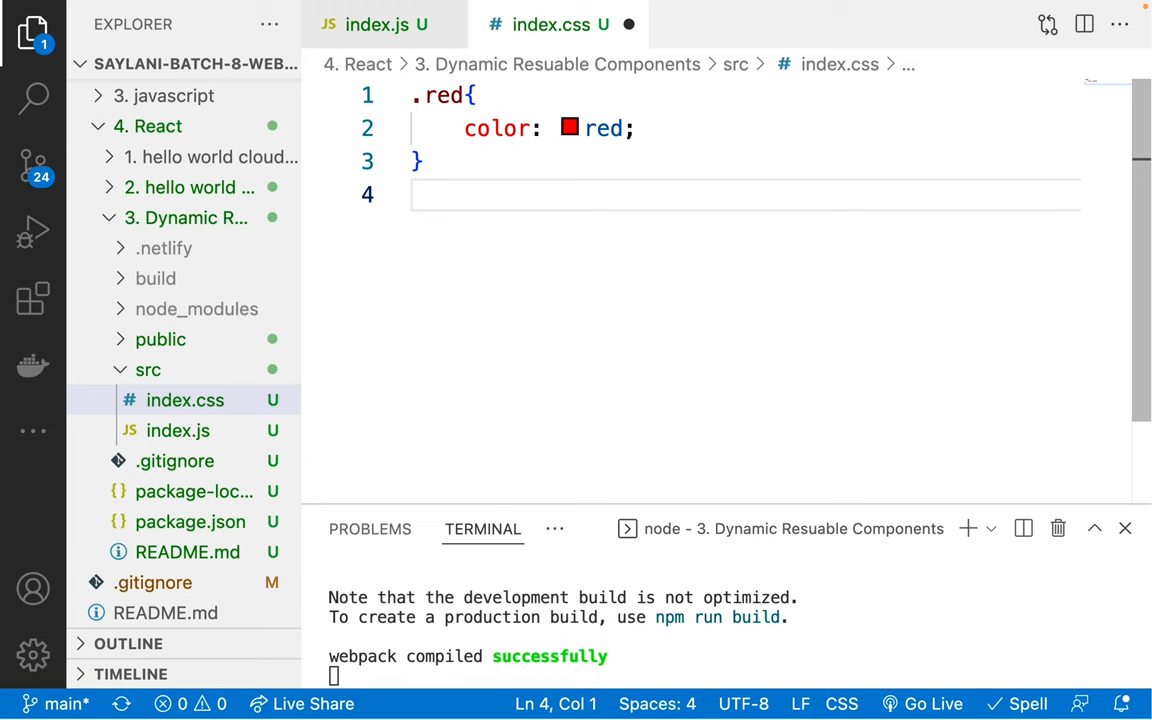 EXPLORER
index.js U
index.css U
SAYLANI-BATCH-8-WEB...
4. React > 3. Dynamic Resuable Components > src > # index.css > ...
1
3. javascript
4. React
1. hello world cloud...
2. hello world ...
3. Dynamic R...
.netlify
build
node_modules
public
src
index.css U
index.js U
.gitignore U
package-loc... U
package.json U
README.md U
.gitignore M
README.md
OUTLINE
TIMELINE
24
1 .red{
2 color: red;
3 }
4
PROBLEMS TERMINAL ... node - 3. Dynamic Resuable Components
Note that the development build is not optimized.
To create a production build, use npm run build.
webpack compiled successfully
main* 0 0 Live Share Ln 4, Col 1 Spaces: 4 UTF-8 LF CSS Go Live Spell